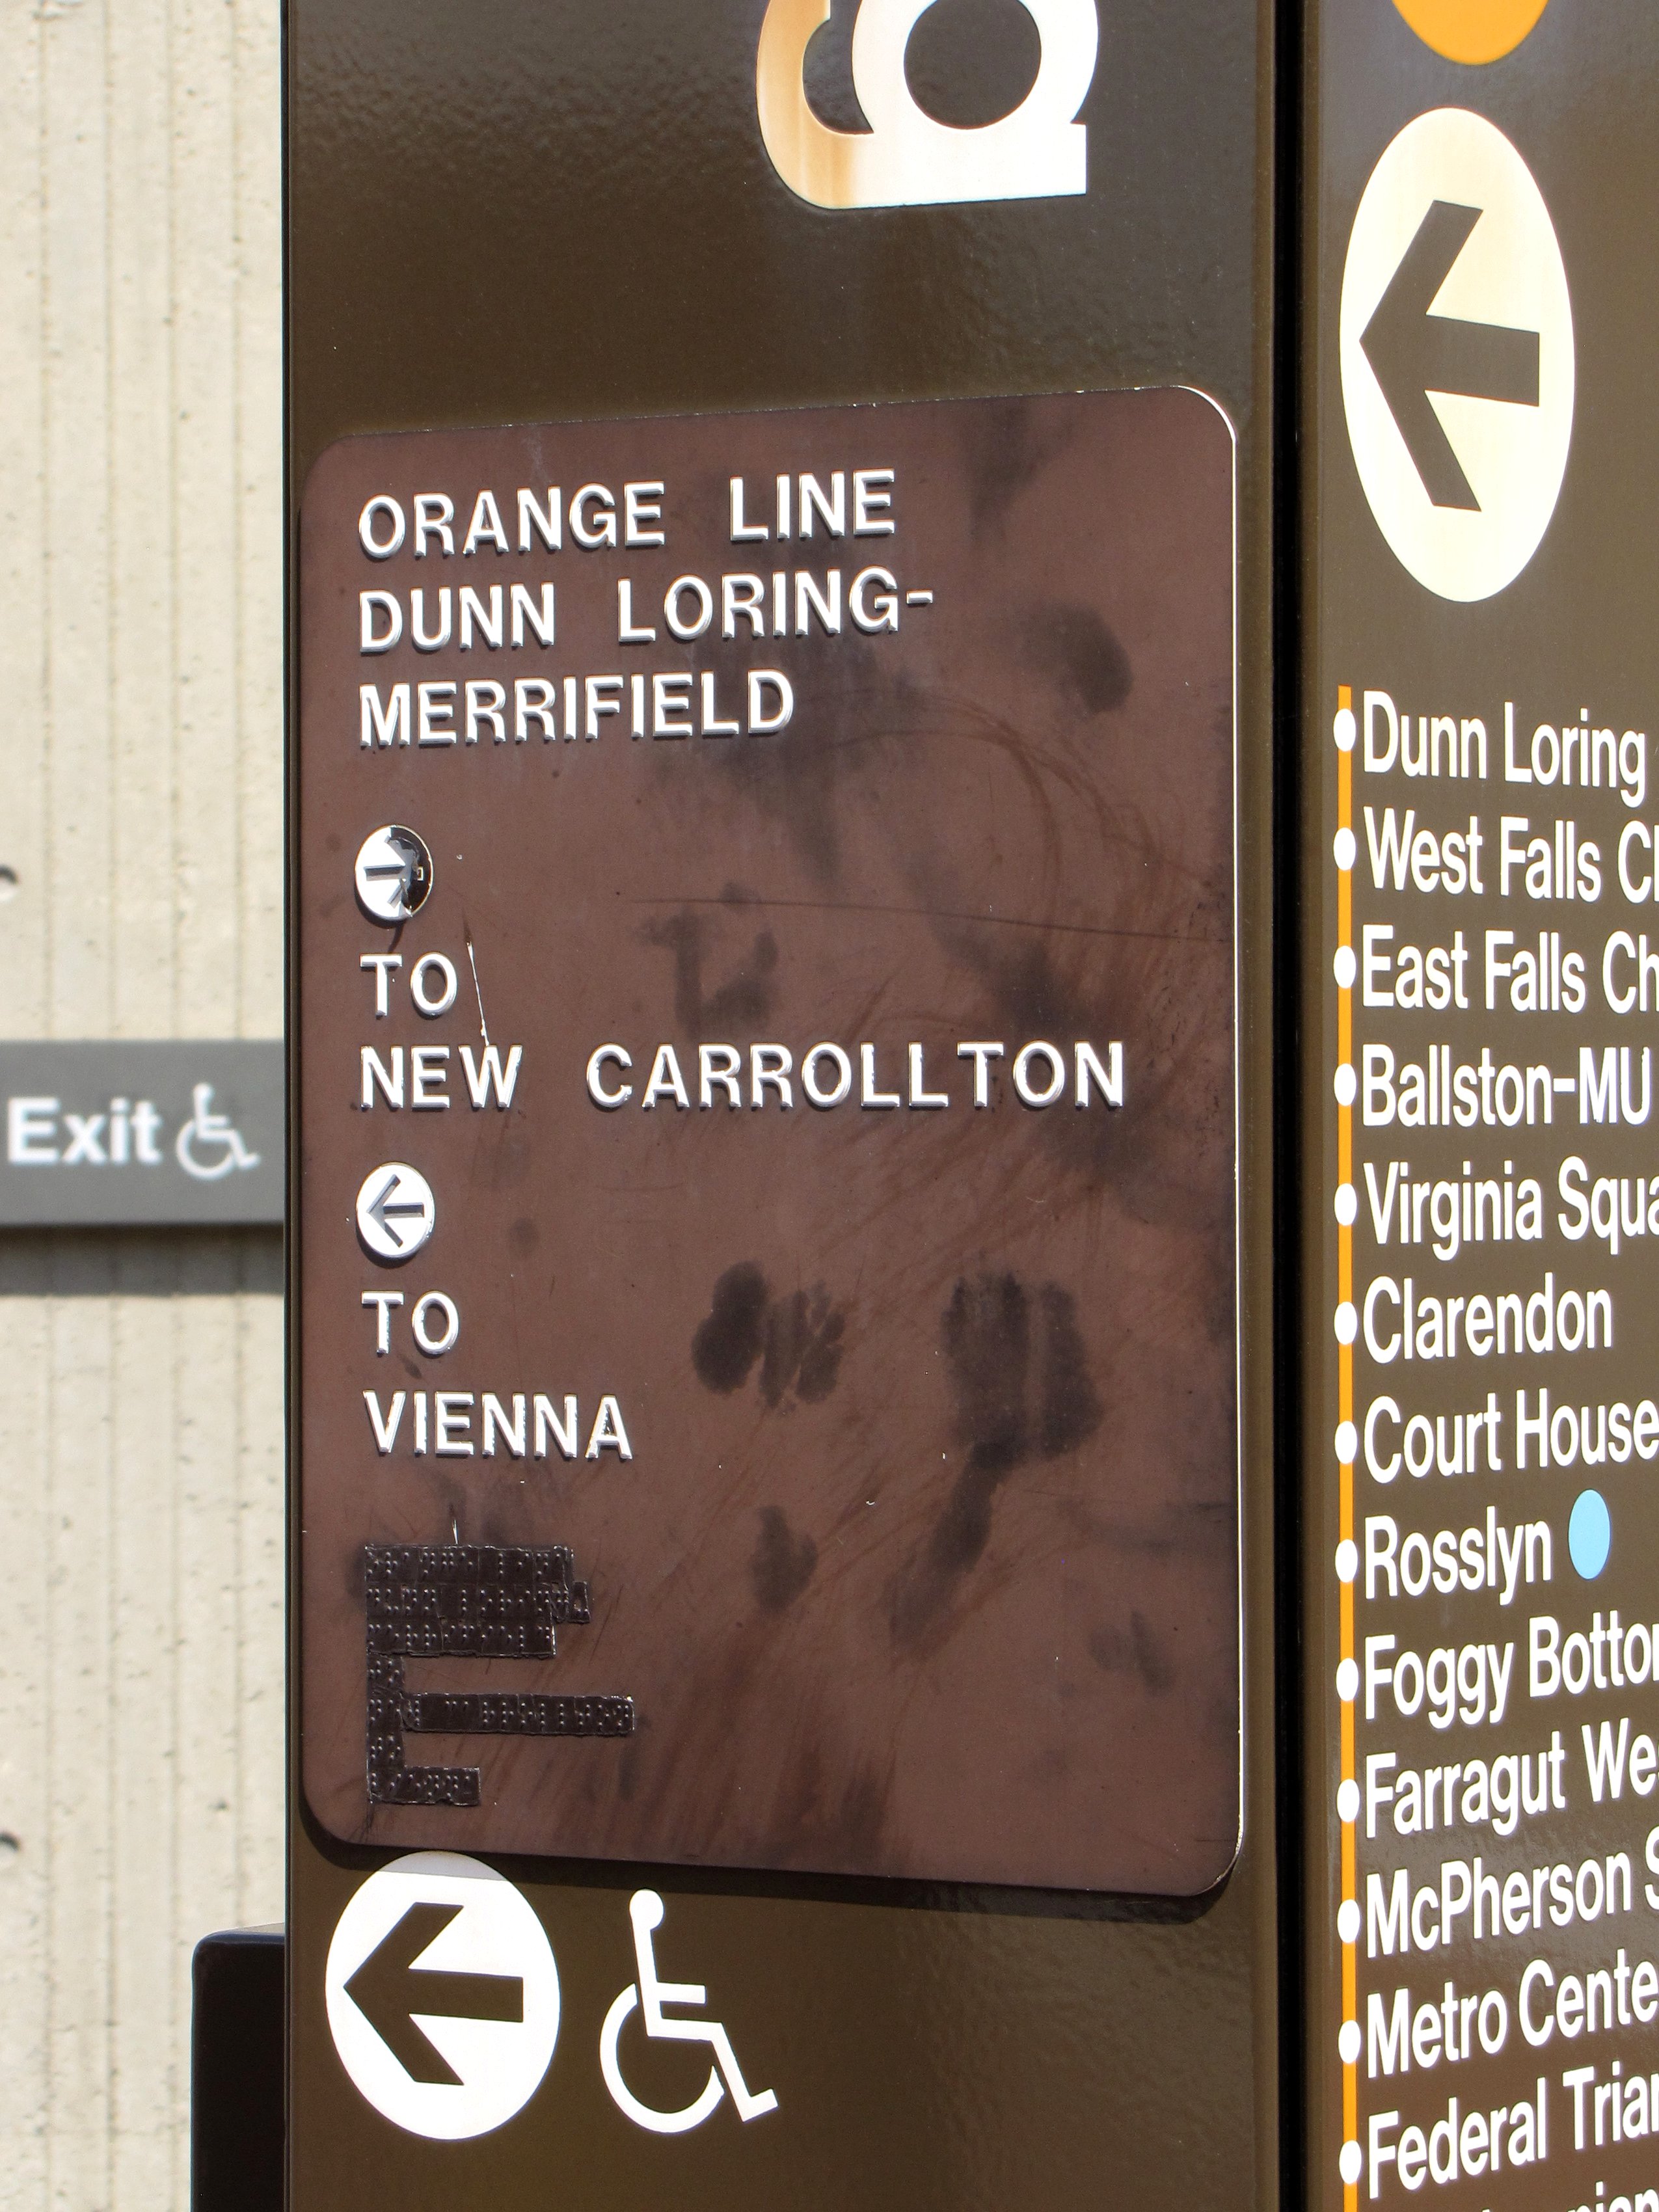 ORANGE LINE
DUNN LORING-
MERRIFIELD
TO
NEW CARROLLTON
TO
VIENNA
Exit
Dunn Loring
West Falls
East Falls
Ballston-MU
Virginia
Clarendon
Court House
Rosslyn
Foggy
Farragut
McPherson
Metro
Federal